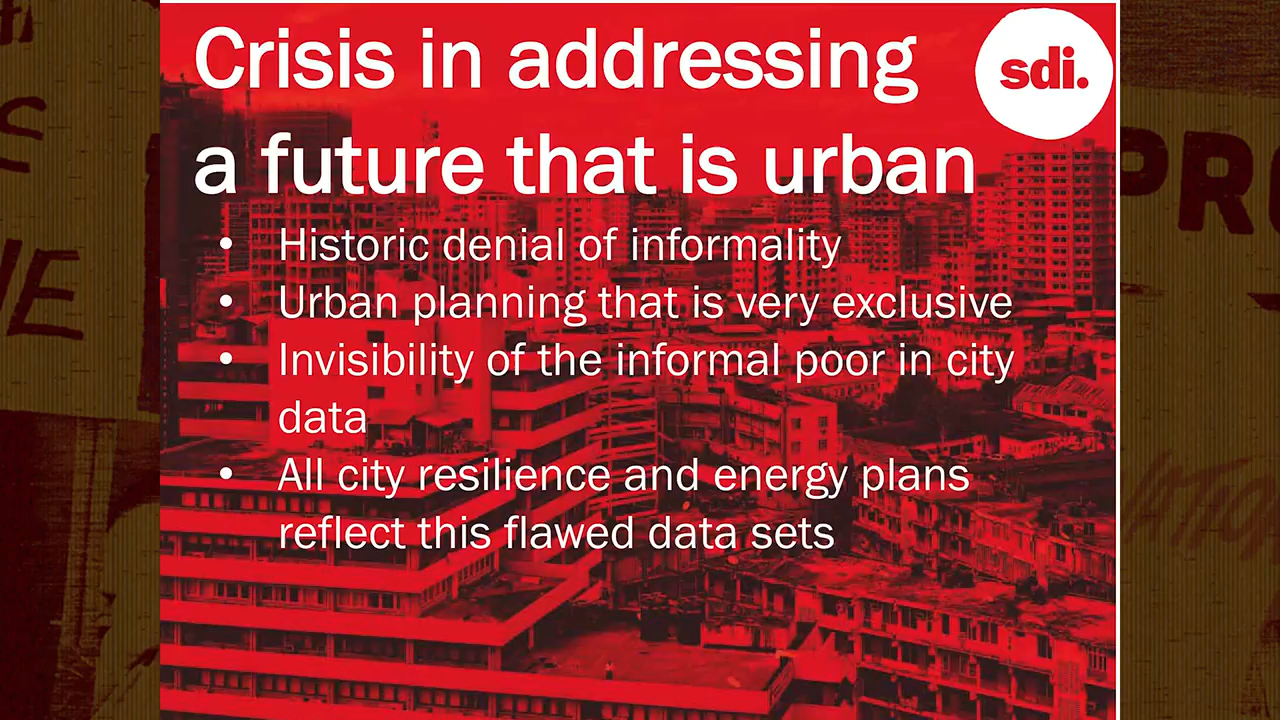 Crisis in addressing
a future that is urban
sdi.
• Historic denial of informality
• Urban planning that is very exclusive
• Invisibility of the informal poor in city
data
• All city resilience and energy plans
reflect this flawed data sets
PRO